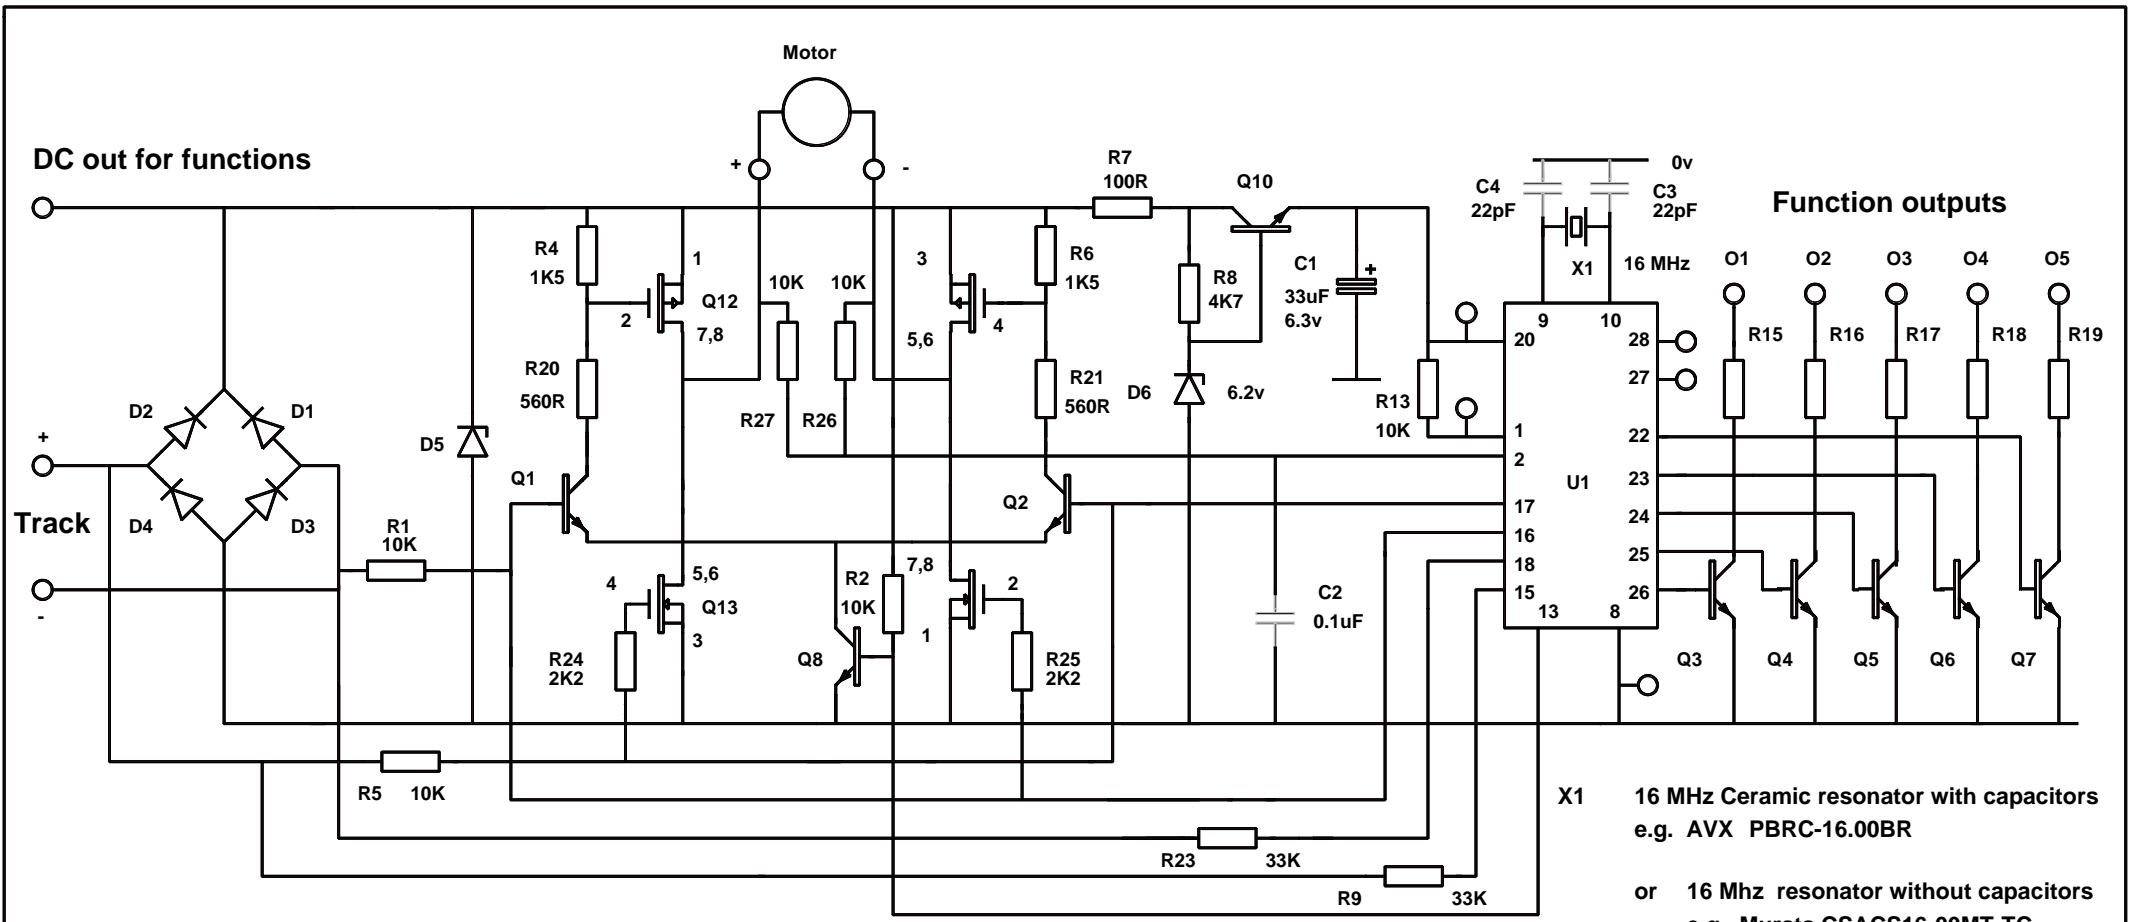 Motor
DC out for functions
+
-
R7
100R
Q10
C4
22pF
0v
C3
22pF
Function outputs
R4
1K5
1
Q12
2
7,8
10K
10K
3
4
5,6
R6
1K5
R8
4K7
C1
+
33uF
6.3v
X1
16 MHz
O1
O2
O3
O4
O5
9
10
20
28
27
R15
R16
R17
R18
R19
R20
560R
R27
R26
R21
560R
D6
6.2v
R13
10K
D2
D1
D5
+
1
2
22
23
U1
Q1
Q2
17
24
Track
D4
D3
R1
10K
16
18
15
25
26
13
8
4
5,6
Q13
3
R2
10K
7,8
2
1
C2
0.1uF
-
R24
2K2
Q8
R25
2K2
Q3
Q4
Q5
Q6
Q7
R5
10K
X1
16 MHz Ceramic resonator with capacitors
e.g. AVX PBRC-16.00BR
R23
33K
R9
33K
or 16 Mhz resonator without capacitors